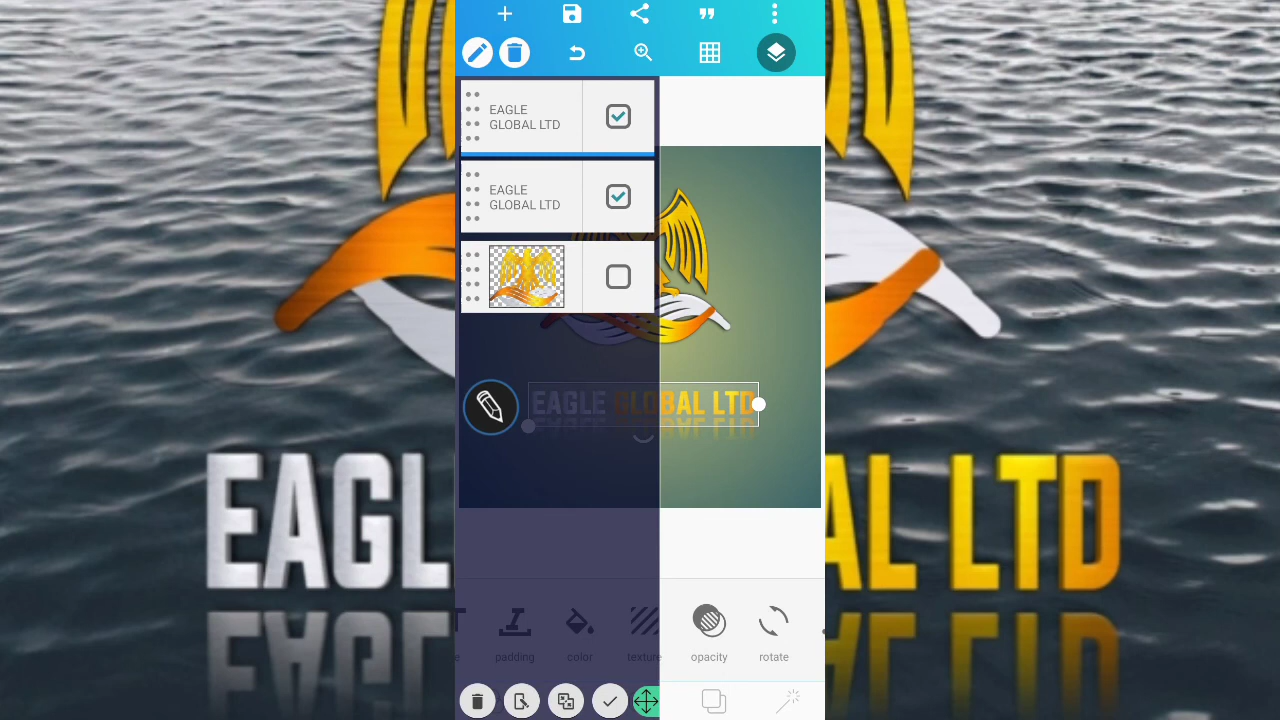 EAGLE
GLOBAL LTD
EAGLE
GLOBAL LTD
EAGLE GLOBAL LTD
EAGL
AL LTD
padding
color
texture
opacity
rotate